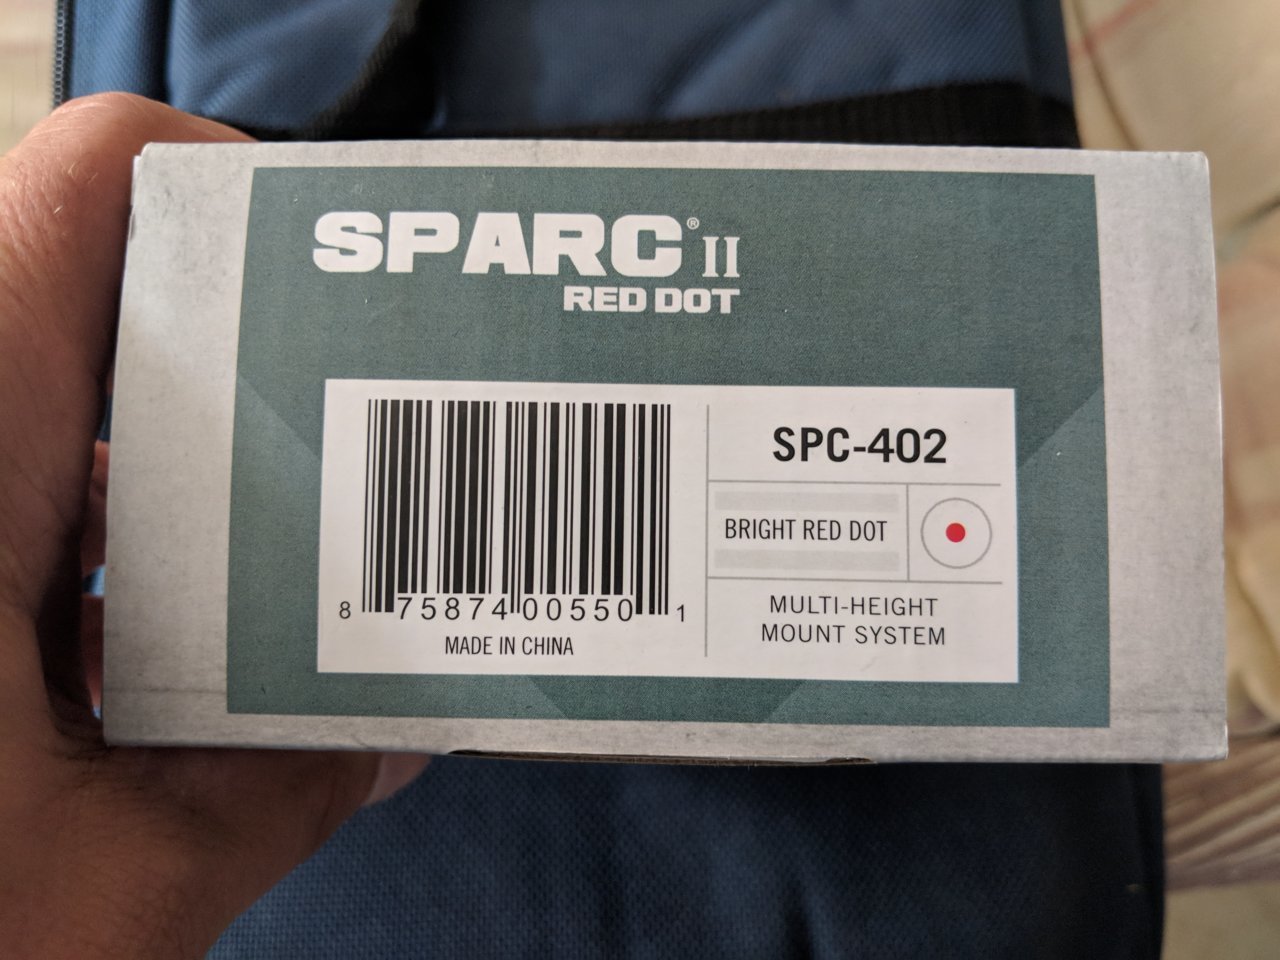 SPARC® II
RED DOT
SPC-402
BRIGHT RED DOT
8 75874 00550 1
MADE IN CHINA
MULTI-HEIGHT
MOUNT SYSTEM